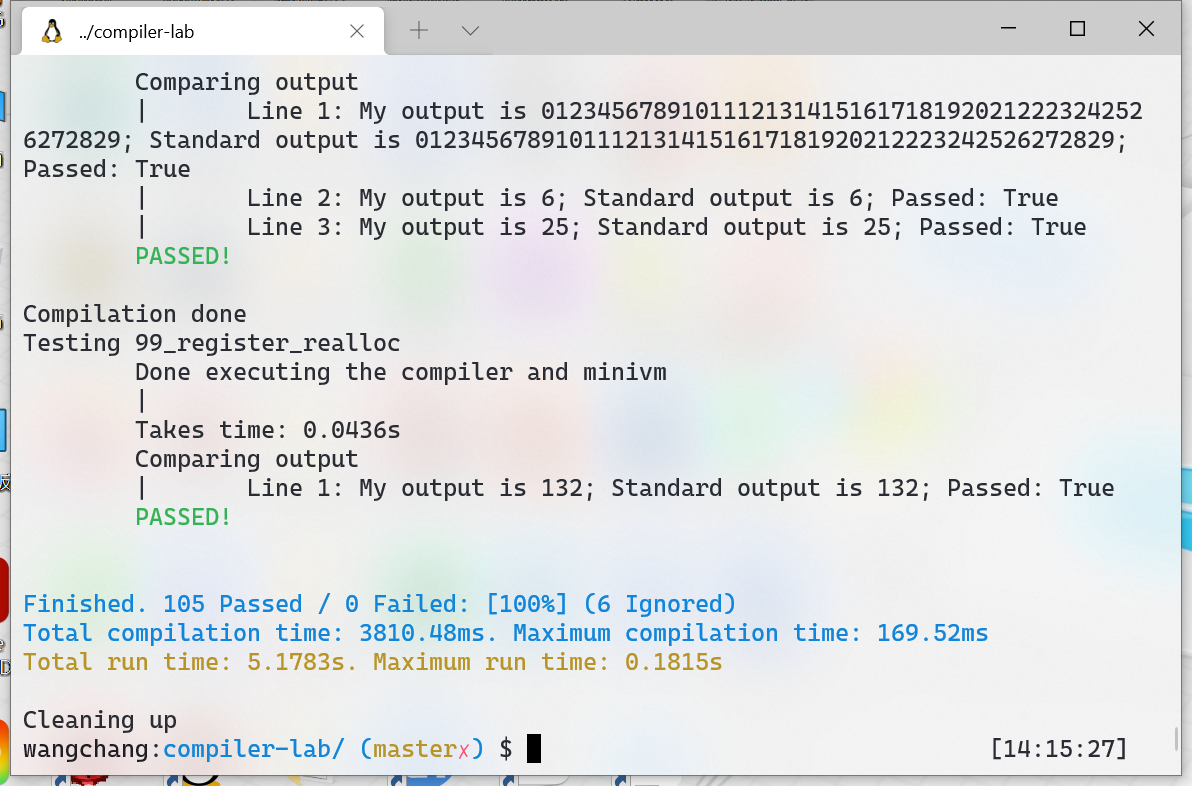 ../compiler-lab
Comparing output
|       Line 1: My output is 01234567891011121314151617181920212223242 52
6272829; Standard output is 01234567891011121314151617181920212223242526272829;
Passed: True
|       Line 2: My output is 6; Standard output is 6; Passed: True
|       Line 3: My output is 25; Standard output is 25; Passed: True
PASSED!
Compilation done
Testing 99_register_realloc
Done executing the compiler and minivm
|
Takes time: 0.0436s
Comparing output
|       Line 1: My output is 132; Standard output is 132; Passed: True
PASSED!
Finished. 105 Passed / 0 Failed: [100%] (6 Ignored)
Total compilation time: 3810.48ms. Maximum compilation time: 169.52ms
Total run time: 5.1783s. Maximum run time: 0.1815s
Cleaning up
wangchang:compiler-lab/ (master✗) $ [14:15:27]
反